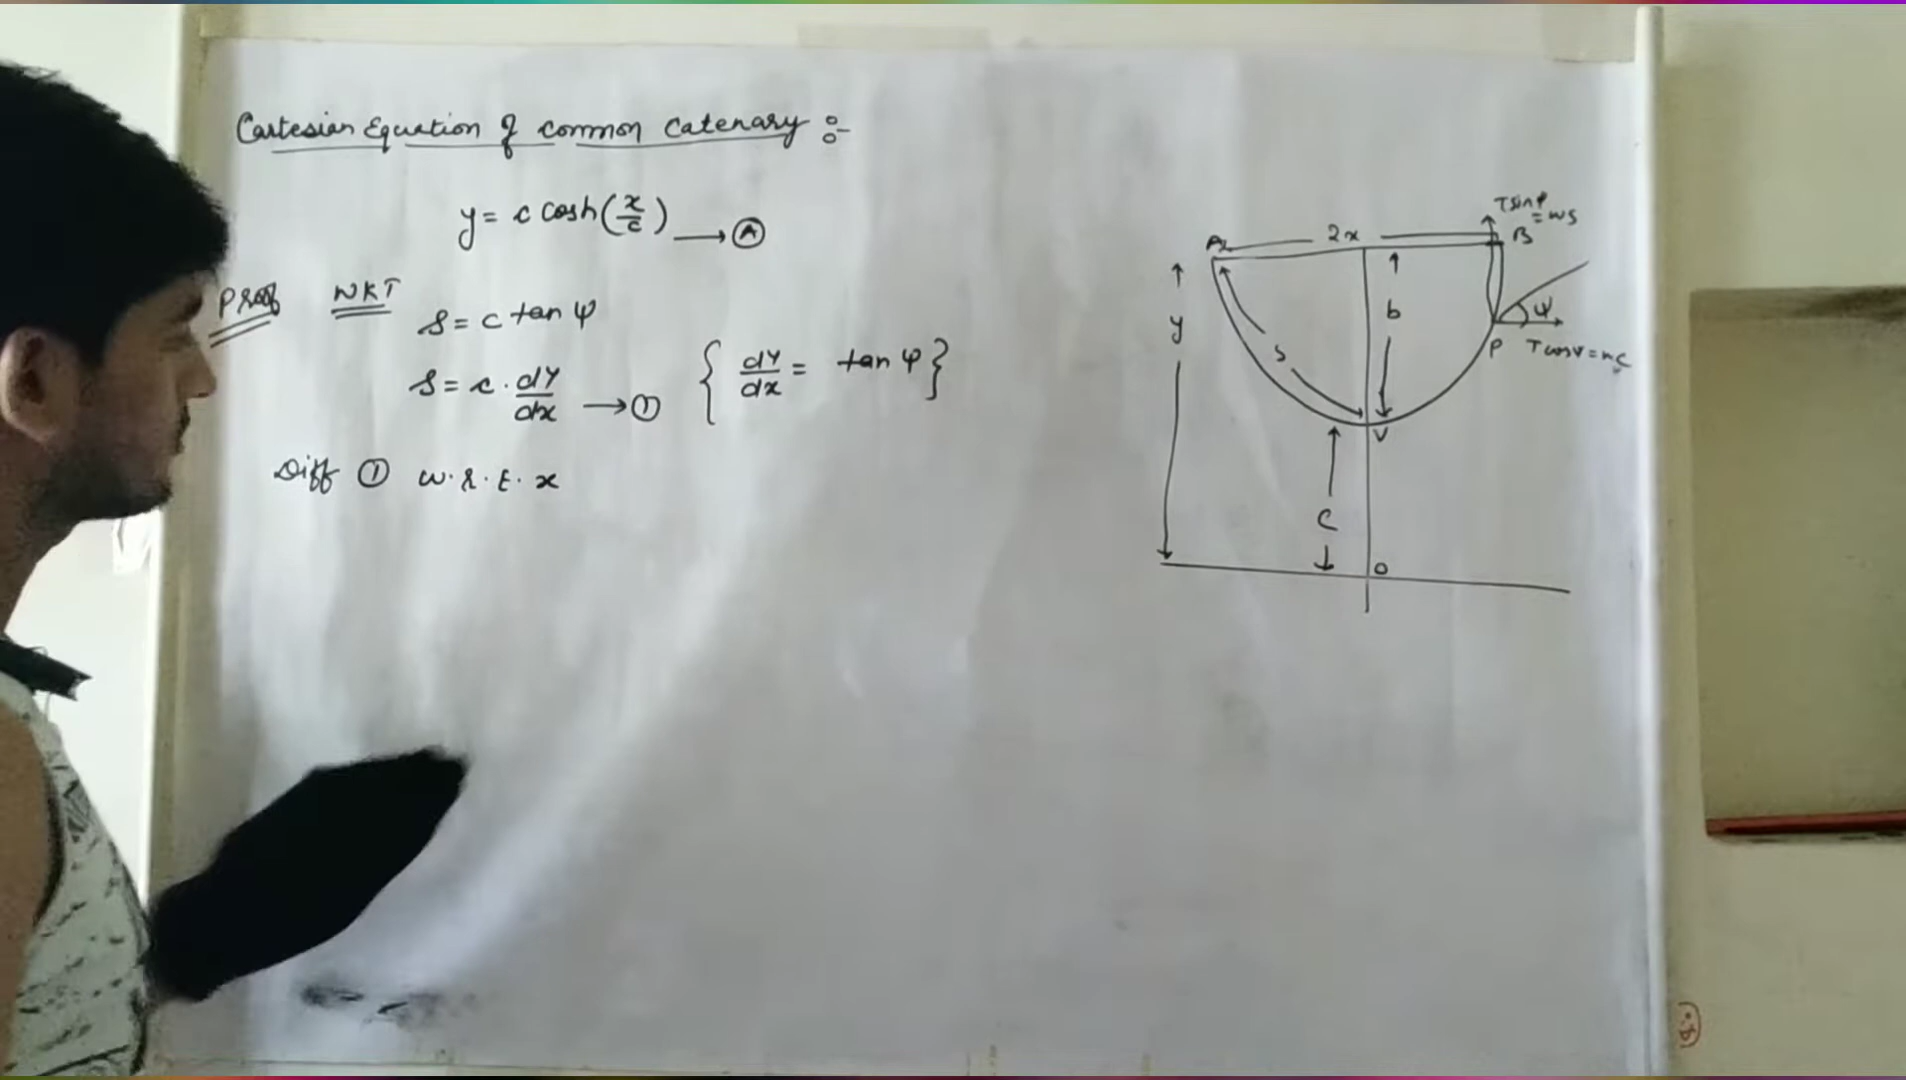 Cartesian Equation of common Catenary :-
y = c cosh(x/c) → Ⓐ
Proof WKT s = c tan ψ
s = c · dy/dx → ① { dy/dx = tan ψ }
Diff ① w.r.t. x
T sin ψ = ws
A 2x B
y
b
ψ
s
P T cos ψ = wc
V
c
O